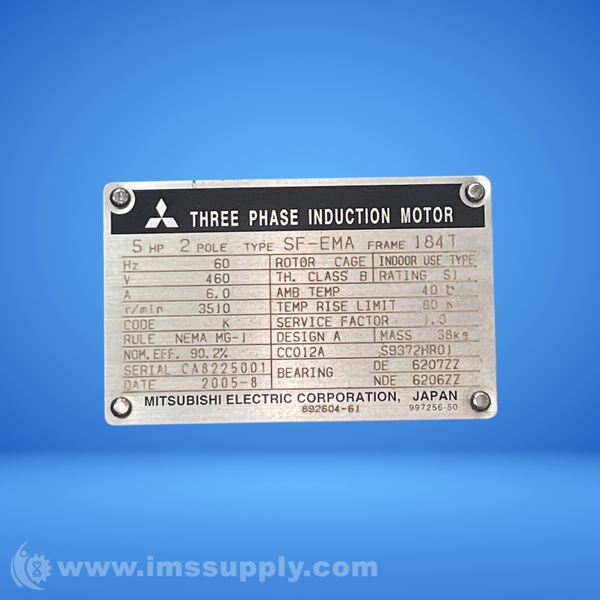 THREE PHASE INDUCTION MOTOR
5 HP 2 POLE TYPE SF-EMA FRAME 184T
Hz 60 ROTOR CAGE INDOOR USE TYPE
V 460 TH. CLASS B RATING S1
A 6.0 AMB TEMP 40
r/min 3510 TEMP RISE LIMIT 80 K
CODE K SERVICE FACTOR 1.0
RULE NEMA MG-1 DESIGN A MASS 38kg
NOM.EFF. 90.2% CC012A S9372HR01
SERIAL CA8225001 BEARING DE 6207ZZ
DATE 2005-8 NDE 6206ZZ
MITSUBISHI ELECTRIC CORPORATION, JAPAN
892604-61 997256-50
www.imssupply.com